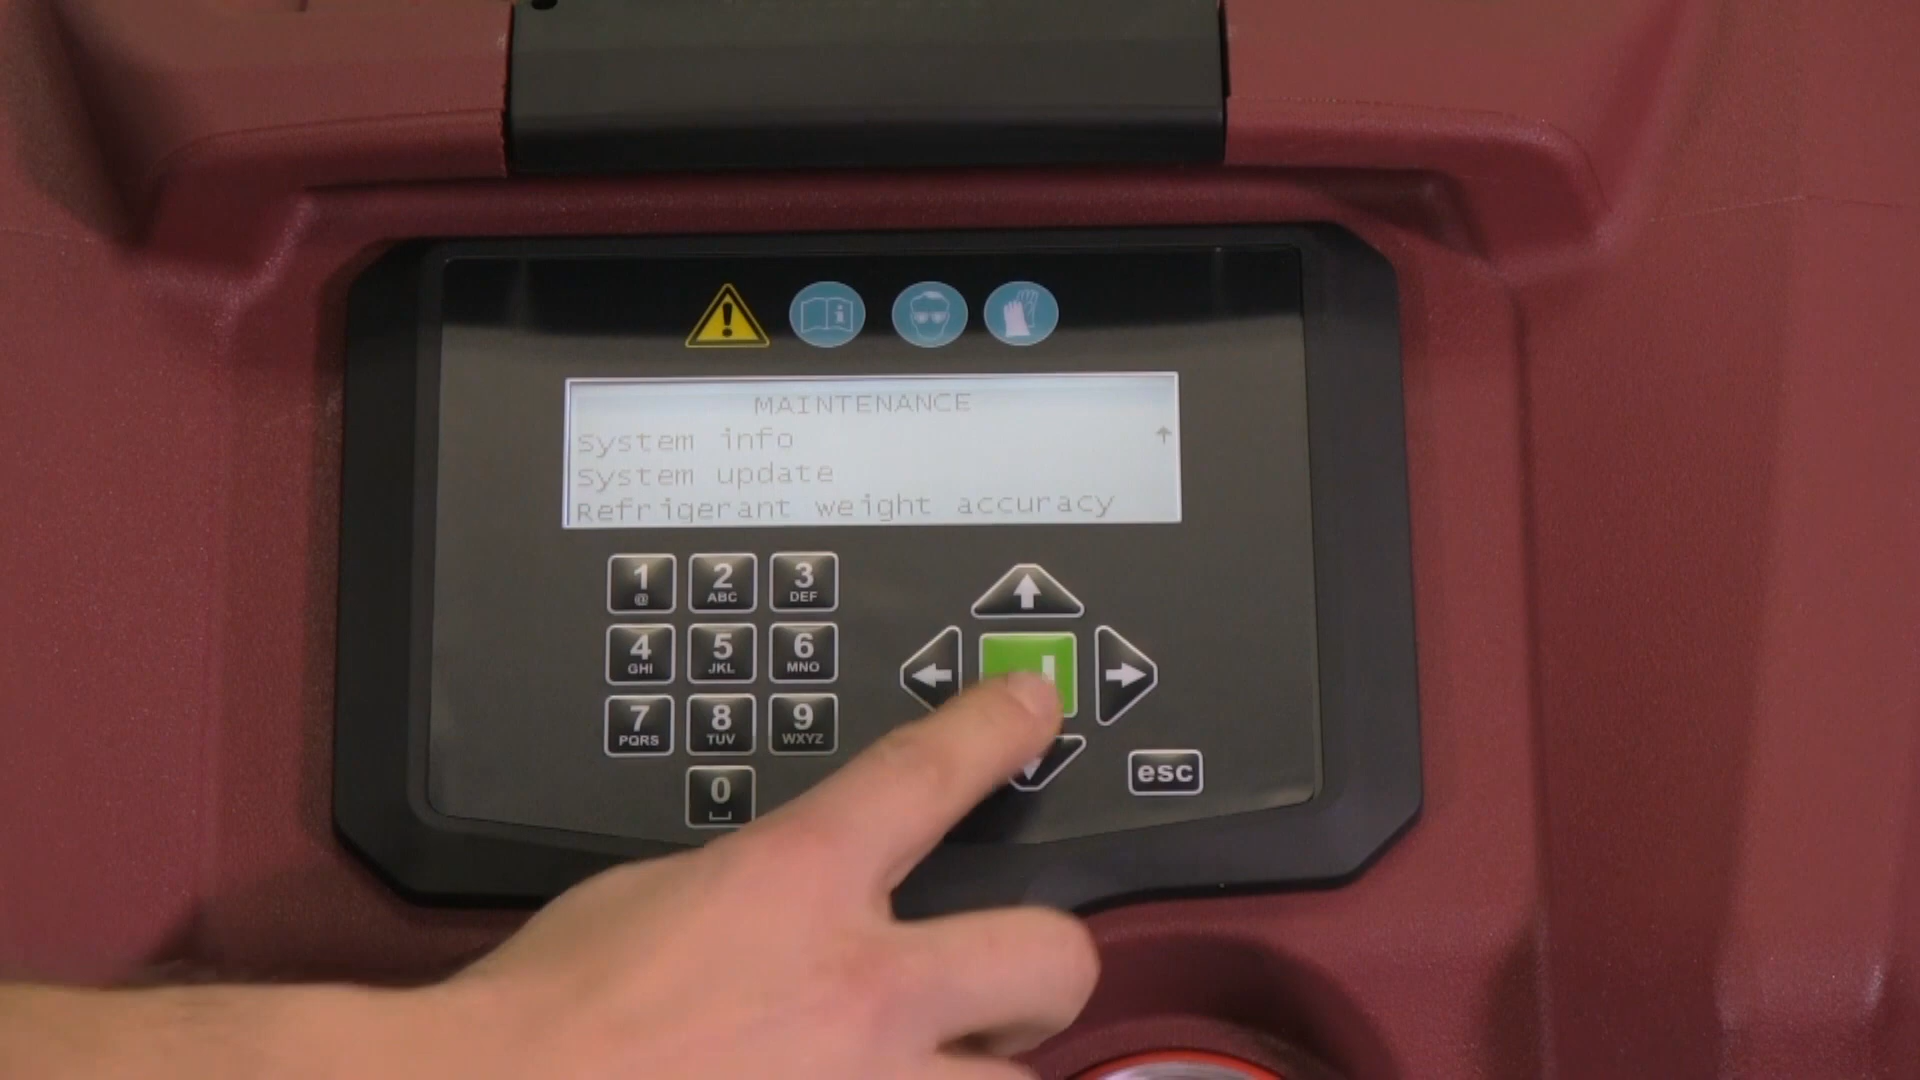 MAINTENANCE
System info
System update
Refrigerant weight accuracy
1 2 3
@ ABC DEF
4 5 6
GHI JKL MNO
7 8 9
PQRS TUV WXYZ
0
esc